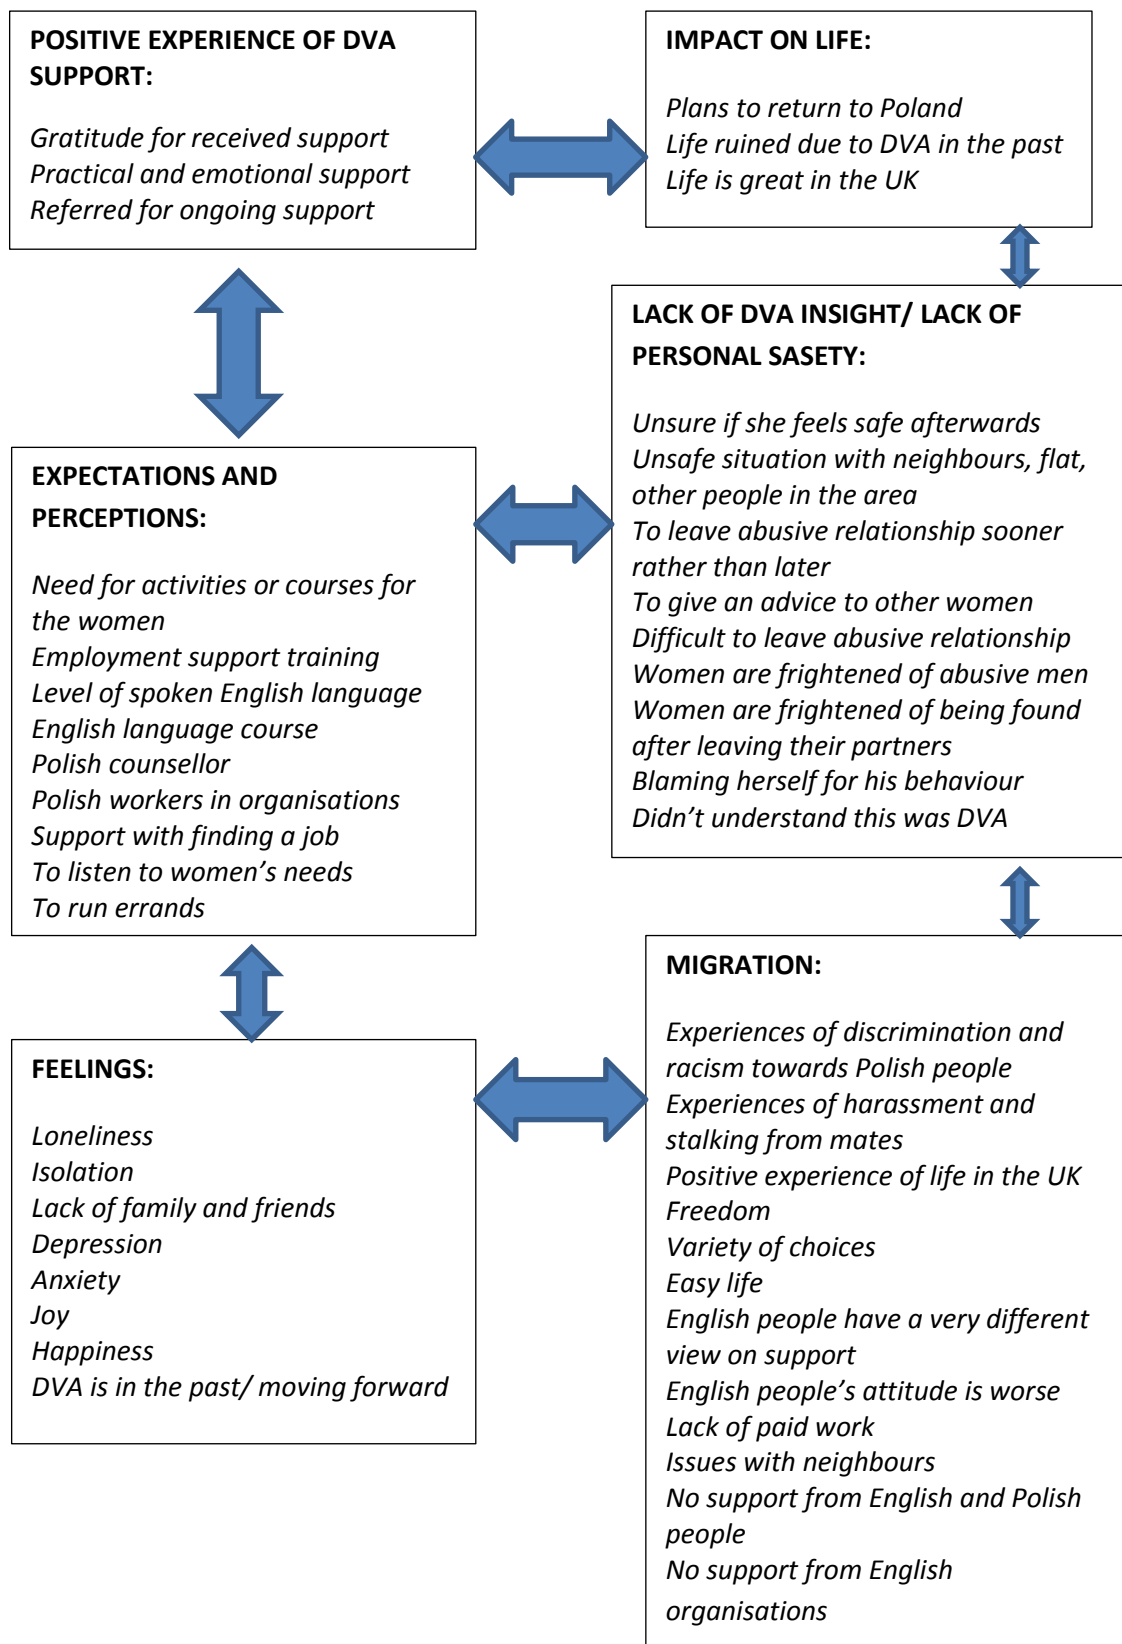 POSITIVE EXPERIENCE OF DVA
SUPPORT:
Gratitude for received support
Practical and emotional support
Referred for ongoing support
IMPACT ON LIFE:
Plans to return to Poland
Life ruined due to DVA in the past
Life is great in the UK
LACK OF DVA INSIGHT/ LACK OF
PERSONAL SASETY:
Unsure if she feels safe afterwards
Unsafe situation with neighbours, flat,
other people in the area
To leave abusive relationship sooner
rather than later
To give an advice to other women
Difficult to leave abusive relationship
Women are frightened of abusive men
Women are frightened of being found
after leaving their partners
Blaming herself for his behaviour
Didn’t understand this was DVA
EXPECTATIONS AND
PERCEPTIONS:
Need for activities or courses for
the women
Employment support training
Level of spoken English language
English language course
Polish counsellor
Polish workers in organisations
Support with finding a job
To listen to women’s needs
To run errands
FEELINGS:
Loneliness
Isolation
Lack of family and friends
Depression
Anxiety
Joy
Happiness
DVA is in the past/ moving forward
MIGRATION:
Experiences of discrimination and
racism towards Polish people
Experiences of harassment and
stalking from mates
Positive experience of life in the UK
Freedom
Variety of choices
Easy life
English people have a very different
view on support
English people’s attitude is worse
Lack of paid work
Issues with neighbours
No support from English and Polish
people
No support from English
organisations